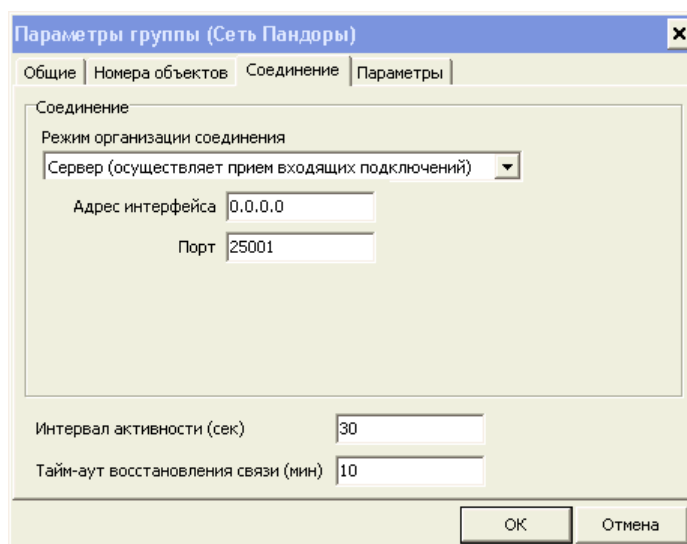 Параметры группы (Сеть Пандоры)
Общие Номера объектов Соединение Параметры
Соединение
Режим организации соединения
Сервер (осуществляет прием входящих подключений)
Адрес интерфейса 0.0.0.0
Порт 25001
Интервал активности (сек) 30
Тайм-аут восстановления связи (мин) 10
ОК Отмена